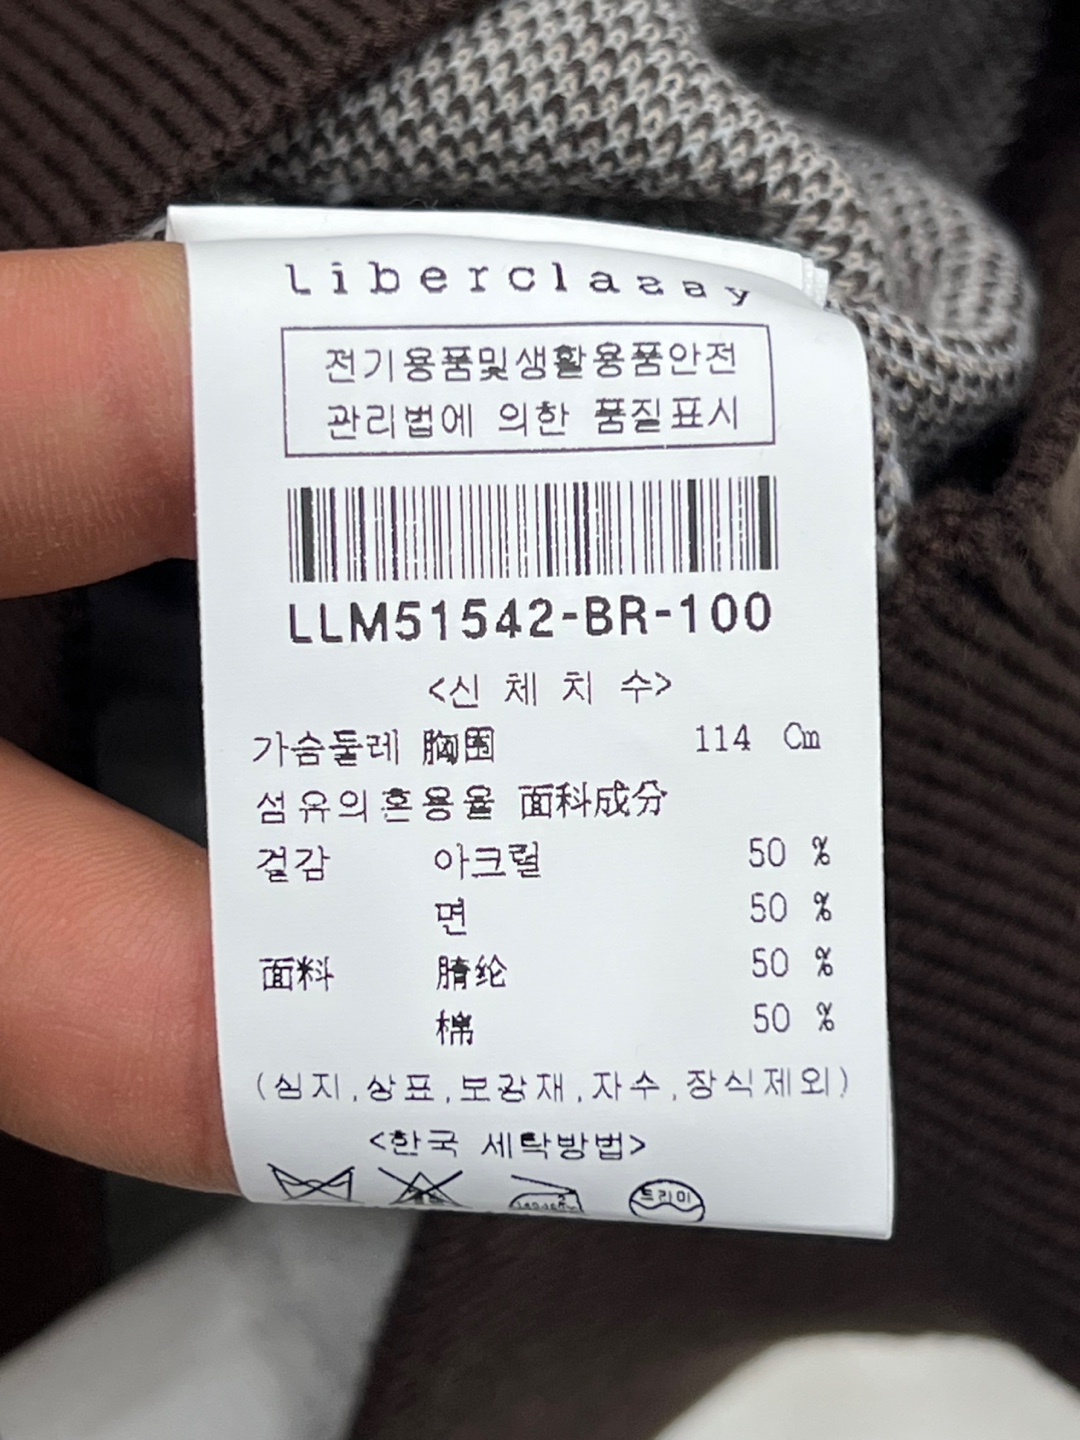 Liberclassy
전기용품및생활용품안전
관리법에 의한 품질표시
LLM51542-BR-100
<신 체 치 수>
가슴둘레 胸围 114 Cm
섬유의혼용율 面科成分
겉감 아크릴 50 %
면 50 %
面料 腈纶 50 %
棉 50 %
(심지,상표,보강재,자수,장식제외)
<한국 세탁방법>
드라이